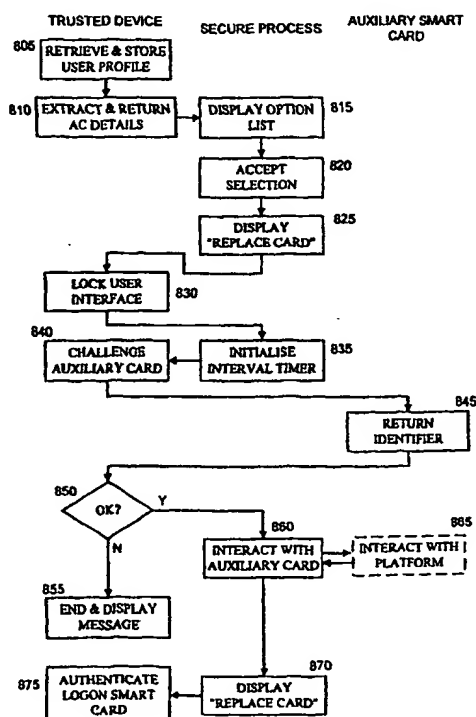 TRUSTED DEVICE
SECURE PROCESS
AUXILIARY SMART
CARD
805
RETRIEVE & STORE
USER PROFILE
810
EXTRACT & RETURN
AC DETAILS
DISPLAY OPTION
LIST
815
ACCEPT
SELECTION
820
825
DISPLAY
"REPLACE CARD"
LOCK USER
INTERFACE
830
840
CHALLENGE
AUXILIARY CARD
INITIALISE
INTERVAL TIMER
835
845
RETURN
IDENTIFIER
850
OK?
Y
N
860
INTERACT WITH
AUXILIARY CARD
865
INTERACT WITH
PLATFORM
855
END & DISPLAY
MESSAGE
870
875
AUTHENTICATE
LOGON SMART
CARD
DISPLAY
"REPLACE CARD"